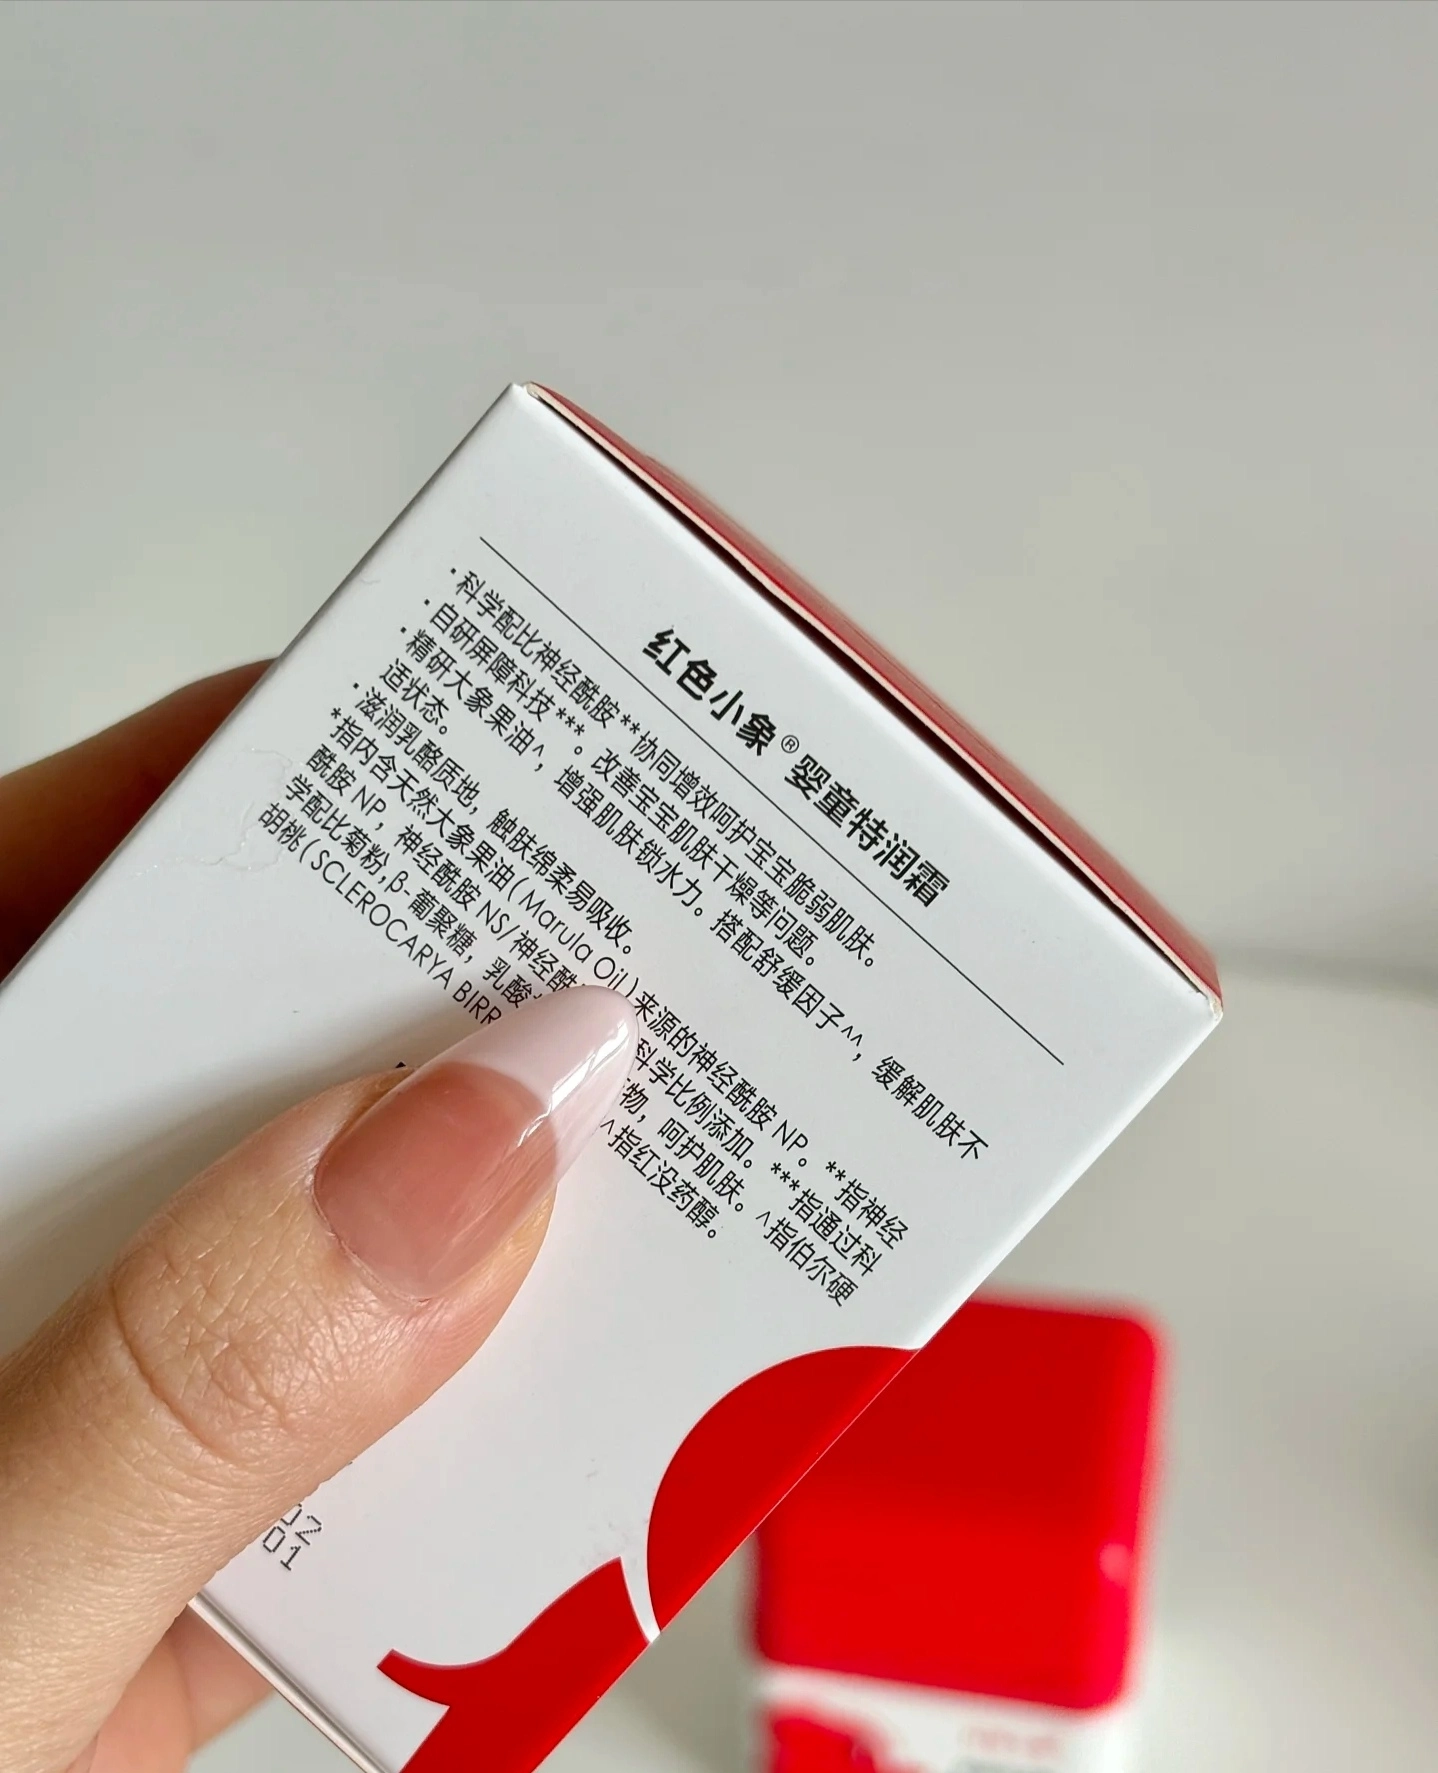 红色小象®婴童特润霜
·科学配比神经酰胺**协同增效呵护宝宝脆弱肌肤。
·自研屏障科技***。改善宝宝肌肤干燥等问题。
·精研大象果油^，增强肌肤锁水力。搭配舒缓因子^^，缓解肌肤不
适状态。
·滋润乳酪质地，触肤绵柔易吸收。
*指内含天然大象果油(Marula Oil)来源的神经酰胺 NP。**指神经
酰胺 NP，神经酰胺 NS/神经酰 科学比例添加。***指通过科
学配比菊粉,β-葡聚糖，乳酸 物，呵护肌肤。^指伯尔硬
胡桃(SCLEROCARYA BIRR ^指红没药醇。
02
01